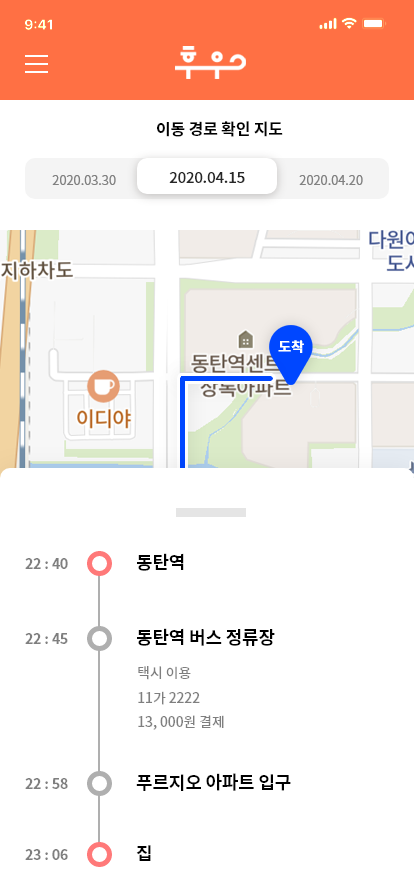 9:41
후우
이동 경로 확인 지도
2020.03.30
2020.04.15
2020.04.20
지하차도
다원이
도시
동탄역센트
상록아파트
도착
이디야
22 : 40
동탄역
22 : 45
동탄역 버스 정류장
택시 이용
11가 2222
13, 000원 결제
22 : 58
푸르지오 아파트 입구
23 : 06
집